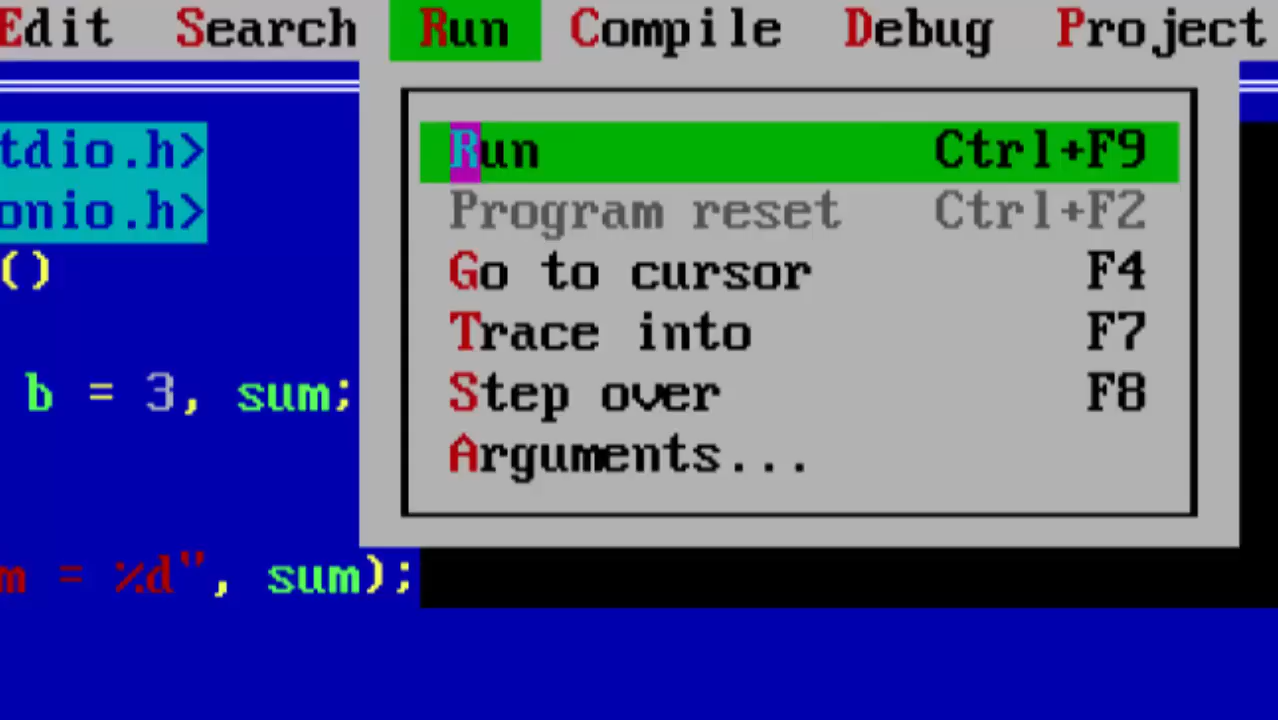 Edit Search Run Compile Debug Project
tdio.h>
Run Ctrl+F9
onio.h>
Program reset Ctrl+F2
()
Go to cursor F4
Trace into F7
b = 3, sum;
Step over F8
Arguments...
m = %d", sum);